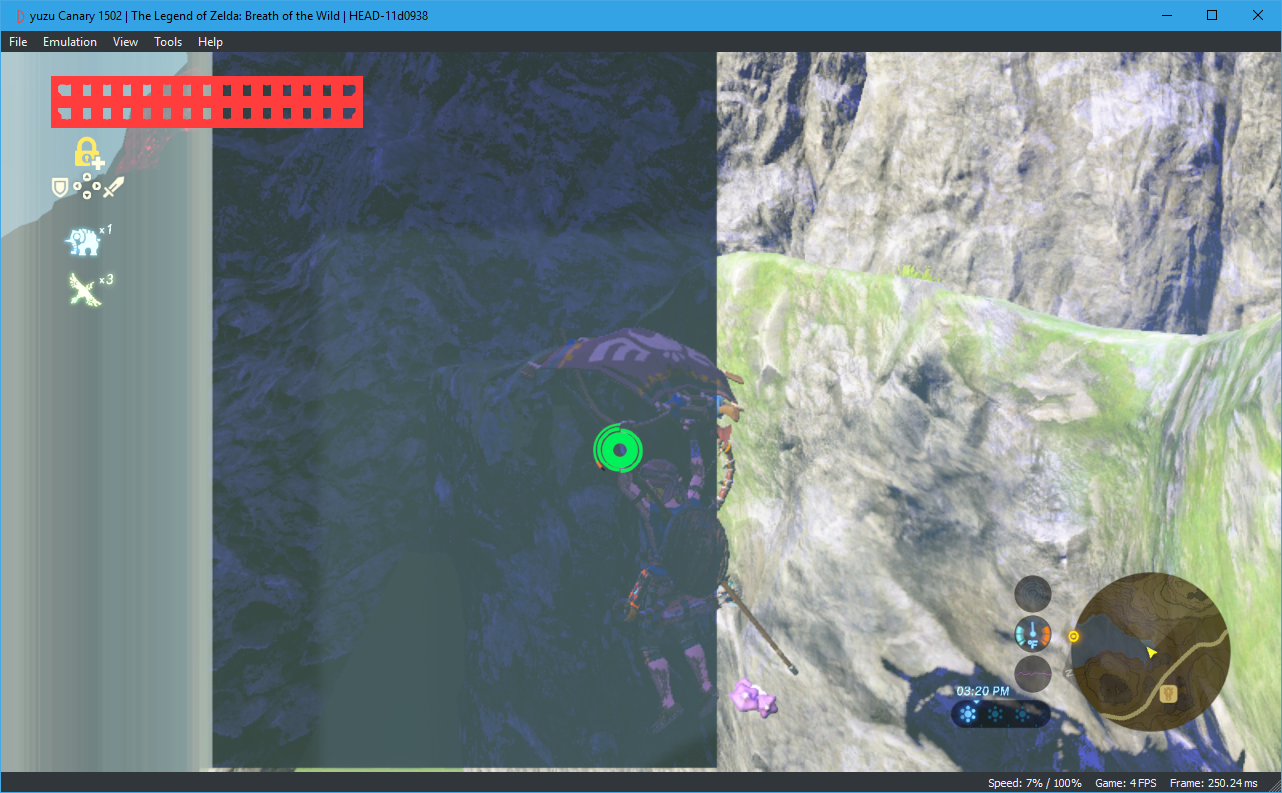 yuzu Canary 1502 | The Legend of Zelda: Breath of the Wild | HEAD-11d0938
File Emulation View Tools Help
x1
x3
°F
03:20 PM
Speed: 7% / 100% Game: 4 FPS Frame: 250.24 ms